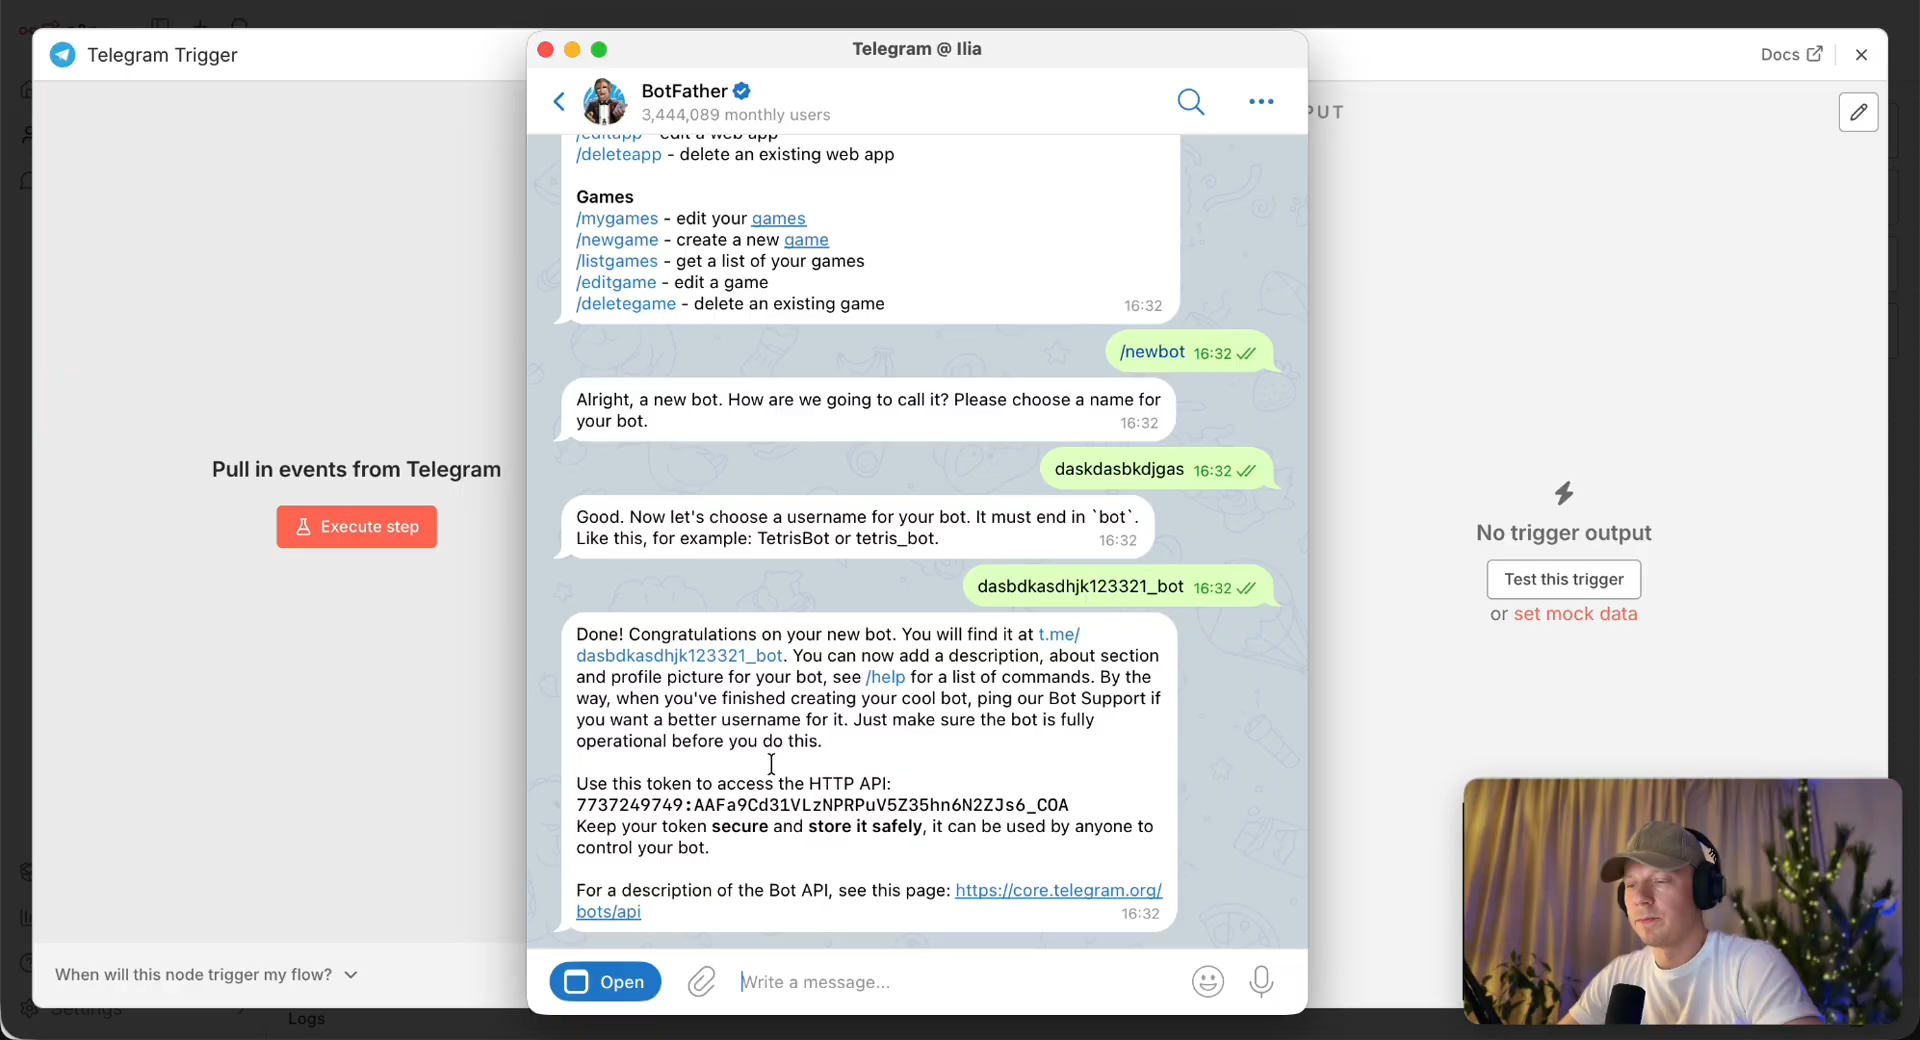 Telegram Trigger
Telegram @ Ilia
Docs
BotFather
3,444,089 monthly users
PUT
/editapp - edit a web app
/deleteapp - delete an existing web app
Games
/mygames - edit your games
/newgame - create a new game
/listgames - get a list of your games
/editgame - edit a game
/deletegame - delete an existing game
16:32
/newbot 16:32
Alright, a new bot. How are we going to call it? Please choose a name for
your bot.
16:32
daskdasbkdjgas 16:32
Good. Now let's choose a username for your bot. It must end in `bot`.
Like this, for example: TetrisBot or tetris_bot.
16:32
dasbdkasdhjk123321_bot 16:32
Done! Congratulations on your new bot. You will find it at t.me/
dasbdkasdhjk123321_bot. You can now add a description, about section
and profile picture for your bot, see /help for a list of commands. By the
way, when you've finished creating your cool bot, ping our Bot Support if
you want a better username for it. Just make sure the bot is fully
operational before you do this.
Use this token to access the HTTP API:
7737249749:AAFa9Cd31VLzNPRPuV5Z35hn6N2ZJs6_COA
Keep your token secure and store it safely, it can be used by anyone to
control your bot.
For a description of the Bot API, see this page: https://core.telegram.org/
bots/api
16:32
Open
Write a message...
Pull in events from Telegram
Execute step
When will this node trigger my flow?
No trigger output
Test this trigger
or set mock data
Settings
Logs